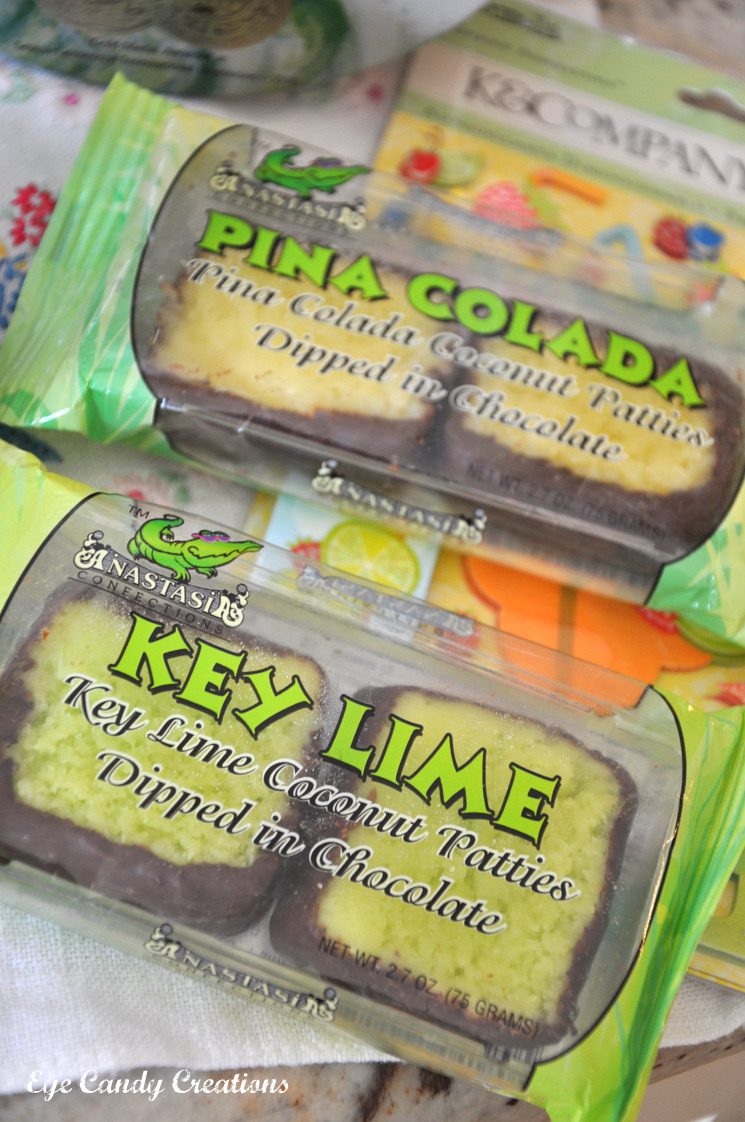 K&COMPANY
ANASTASIA
CONFECTIONS
PINA COLADA
Pina Colada Coconut Patties
Dipped in Chocolate
NET WT. 2.7 OZ. (75 GRAMS)
ANASTASIA
TM
ANASTASIA
CONFECTIONS
KEY LIME
Key Lime Coconut Patties
Dipped in Chocolate
NET WT. 2.7 OZ. (75 GRAMS)
ANASTASIA
Eye Candy Creations